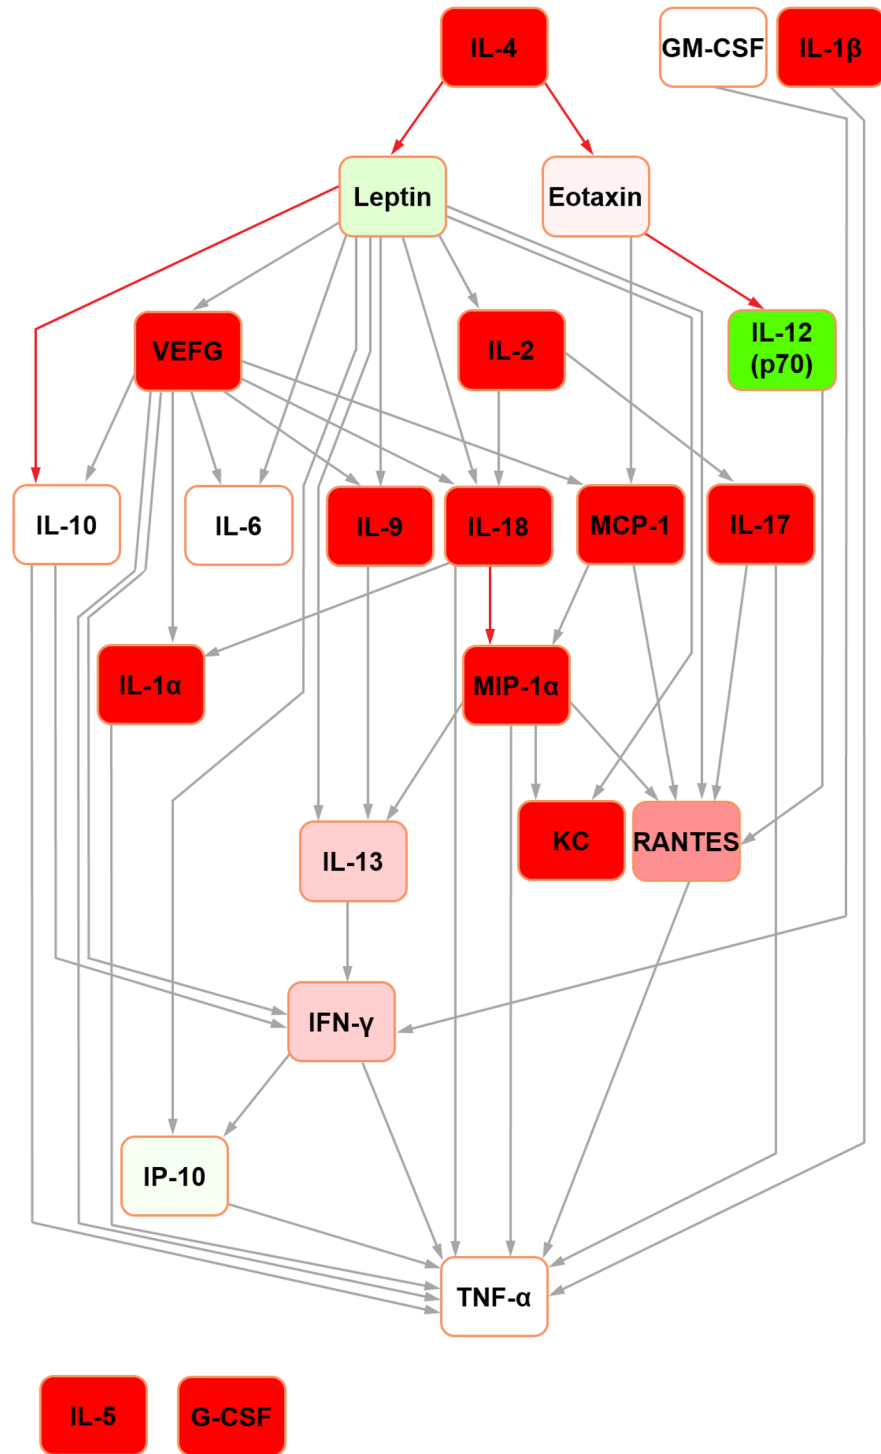 IL-4
GM-CSF
IL-1β
Leptin
Eotaxin
VEFG
IL-2
IL-12
(p70)
IL-10
IL-6
IL-9
IL-18
MCP-1
IL-17
IL-1α
MIP-1α
IL-13
KC
RANTES
IFN-γ
IP-10
TNF-α
IL-5
G-CSF